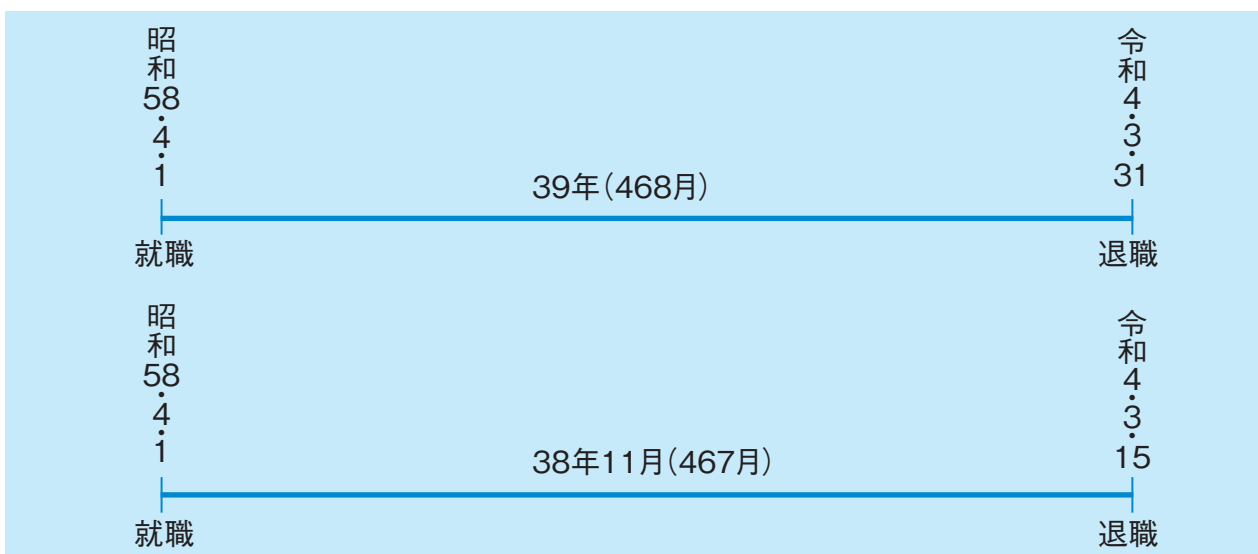 昭和58・4・1
令和4・3・31
39年(468月)
就職
退職
昭和58・4・1
令和4・3・15
38年11月(467月)
就職
退職